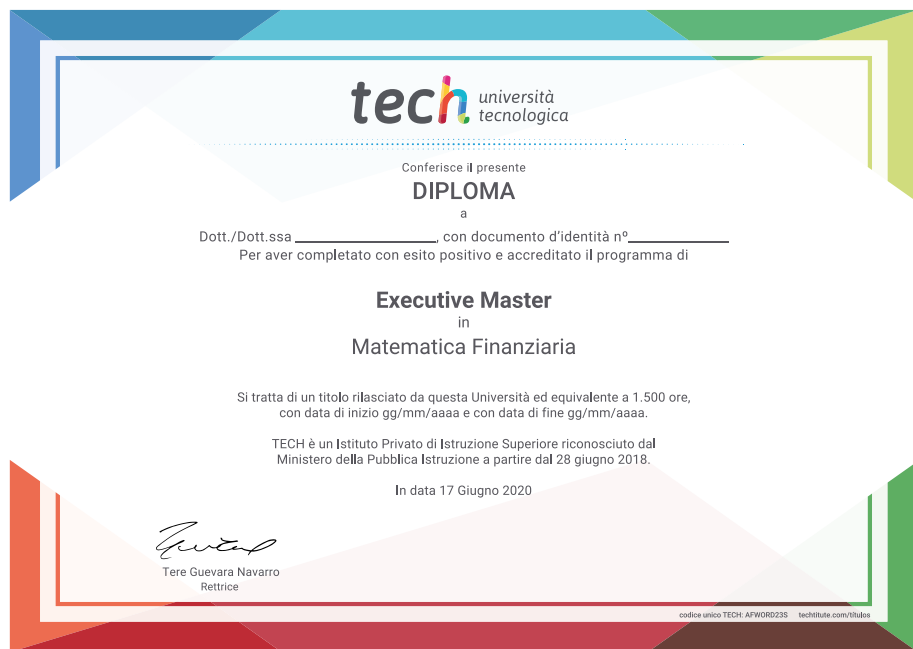 tech università
tecnologica
Conferisce il presente
DIPLOMA
a
Dott./Dott.ssa ________________, con documento d'identità nº____________
Per aver completato con esito positivo e accreditato il programma di
Executive Master
in
Matematica Finanziaria
Si tratta di un titolo rilasciato da questa Università ed equivalente a 1.500 ore,
con data di inizio gg/mm/aaaa e con data di fine gg/mm/aaaa.
TECH è un Istituto Privato di Istruzione Superiore riconosciuto dal
Ministero della Pubblica Istruzione a partire dal 28 giugno 2018.
In data 17 Giugno 2020
Tere Guevara Navarro
Rettrice
codice unico TECH: AFWORD23S techtitute.com/títulos